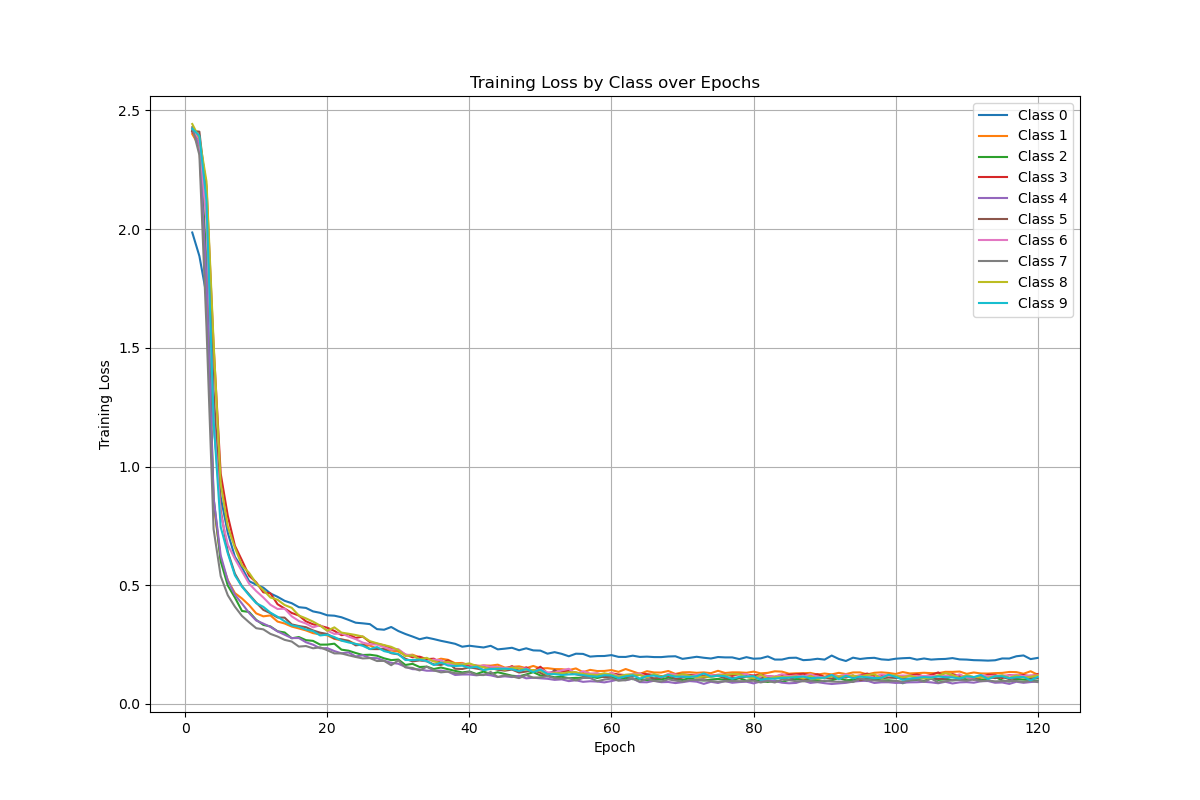 Training Loss by Class over Epochs
2.5
2.0
1.5
1.0
0.5
0.0
Training Loss
0 20 40 60 80 100 120
Epoch
Class 0
Class 1
Class 2
Class 3
Class 4
Class 5
Class 6
Class 7
Class 8
Class 9